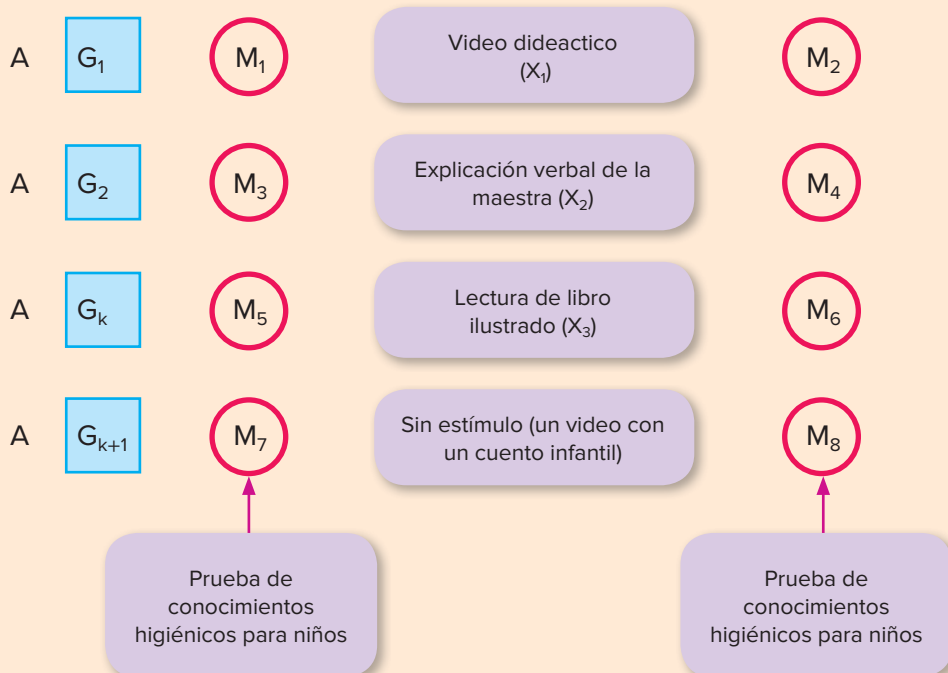 A G₁ M₁ Video dideactico M₂
(X₁)
A G₂ M₃ Explicación verbal de la M₄
maestra (X₂)
A Gₖ M₅ Lectura de libro M₆
ilustrado (X₃)
A Gₖ₊₁ M₇ Sin estímulo (un video con M₈
un cuento infantil)
Prueba de
conocimientos
higiénicos para niños
Prueba de
conocimientos
higiénicos para niños